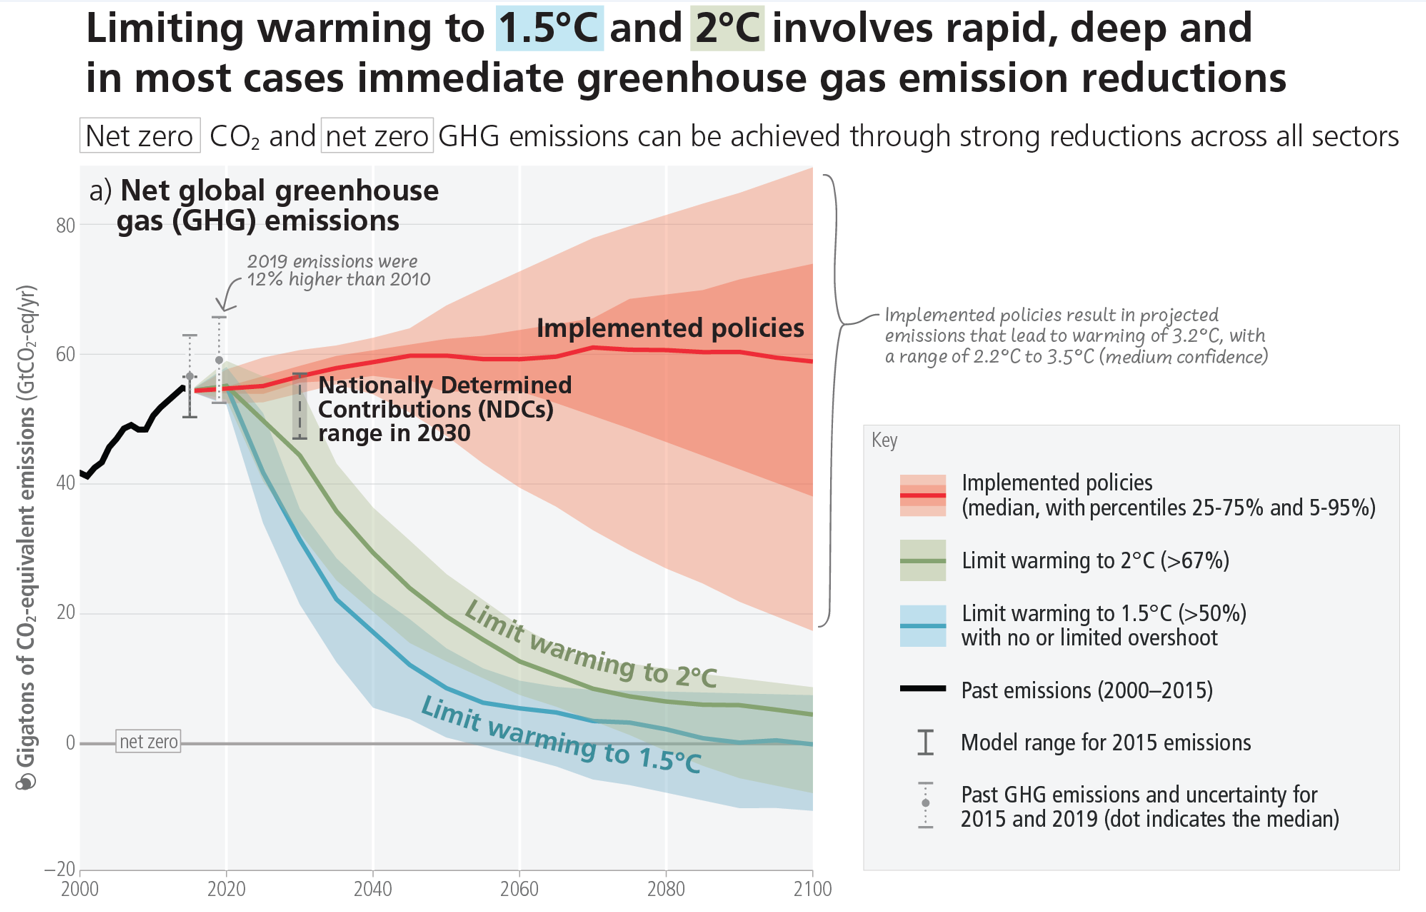 Limiting warming to 1.5°C and 2°C involves rapid, deep and
in most cases immediate greenhouse gas emission reductions
Net zero CO₂ and net zero GHG emissions can be achieved through strong reductions across all sectors
a) Net global greenhouse
gas (GHG) emissions
80
60
40
20
0
−20
Gigatons of CO₂-equivalent emissions (GtCO₂-eq/yr)
2019 emissions were
12% higher than 2010
Implemented policies
Nationally Determined
Contributions (NDCs)
range in 2030
Limit warming to 2°C
Limit warming to 1.5°C
net zero
2000
2020
2040
2060
2080
2100
Implemented policies result in projected
emissions that lead to warming of 3.2°C, with
a range of 2.2°C to 3.5°C (medium confidence)
Key
Implemented policies
(median, with percentiles 25-75% and 5-95%)
Limit warming to 2°C (>67%)
Limit warming to 1.5°C (>50%)
with no or limited overshoot
Past emissions (2000–2015)
Model range for 2015 emissions
Past GHG emissions and uncertainty for
2015 and 2019 (dot indicates the median)